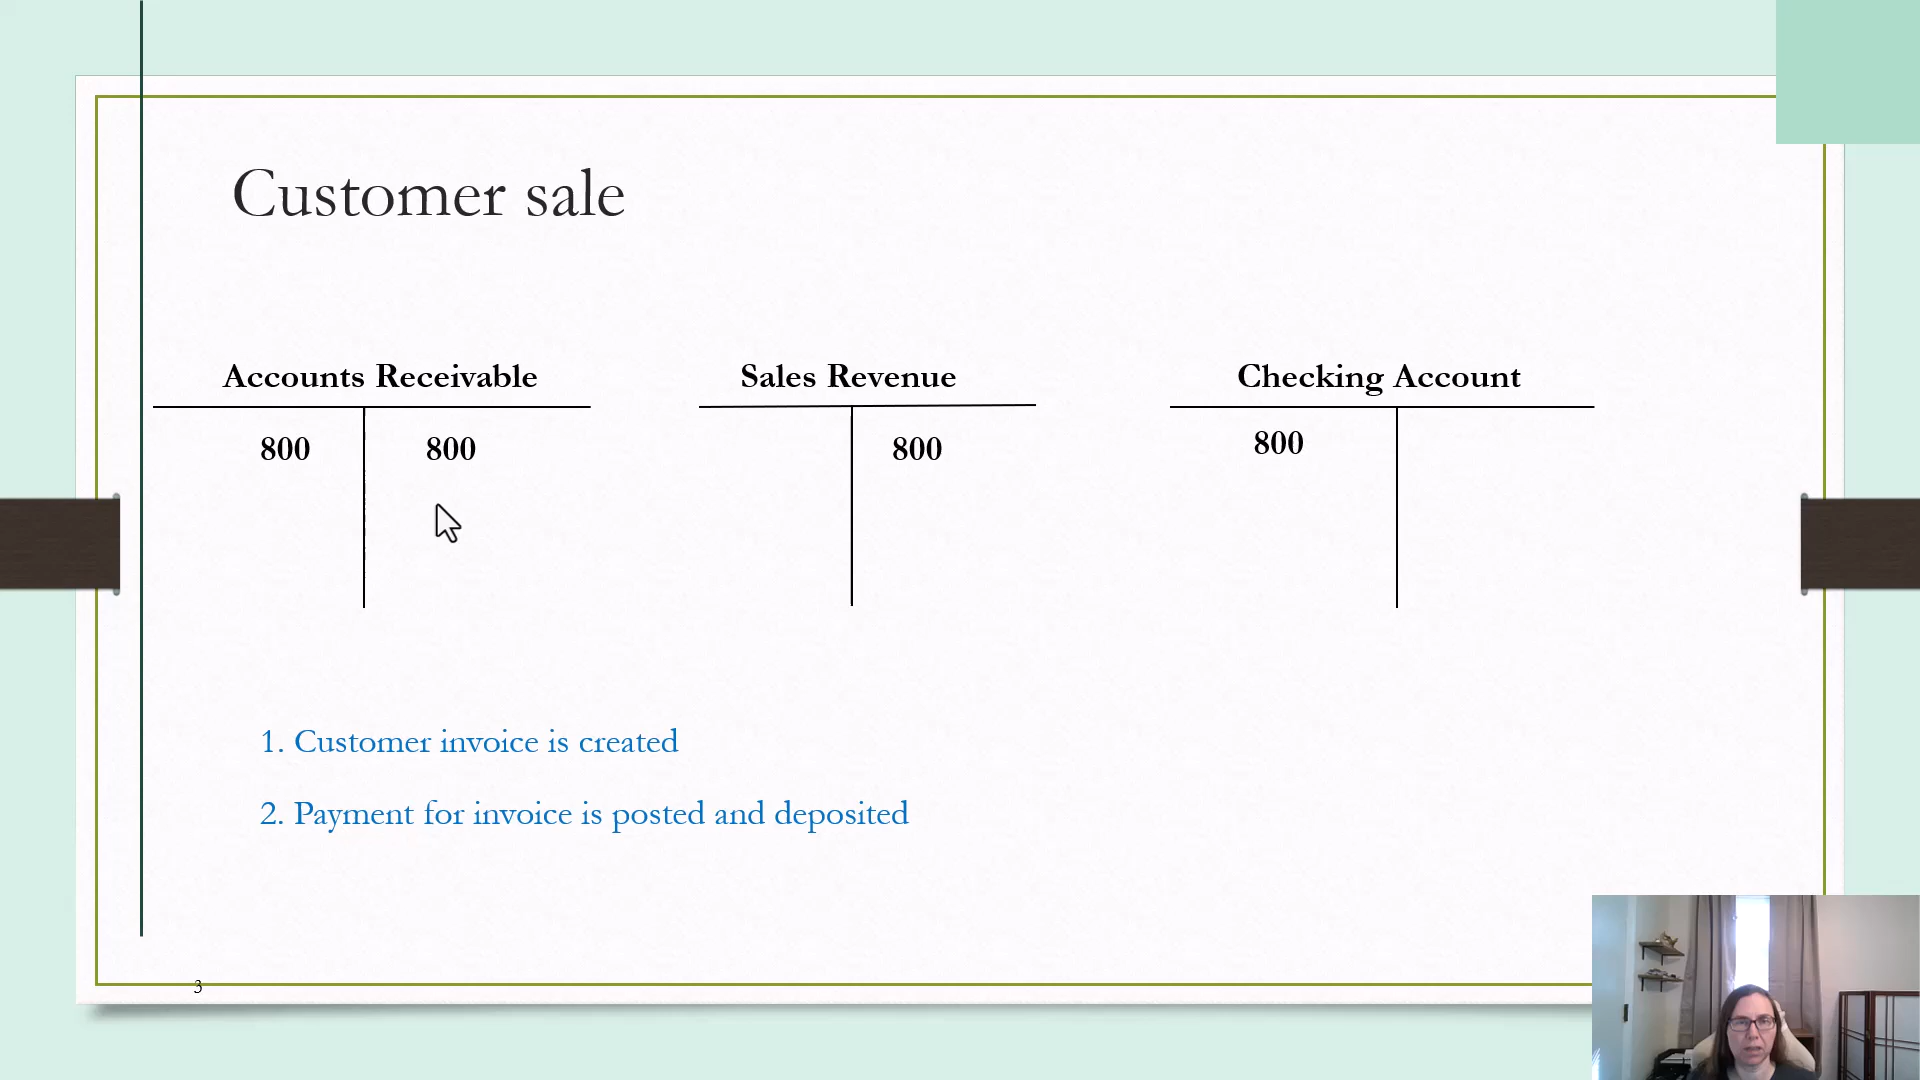 Customer sale
Accounts Receivable
800 800
Sales Revenue
800
Checking Account
800
1. Customer invoice is created
2. Payment for invoice is posted and deposited
3